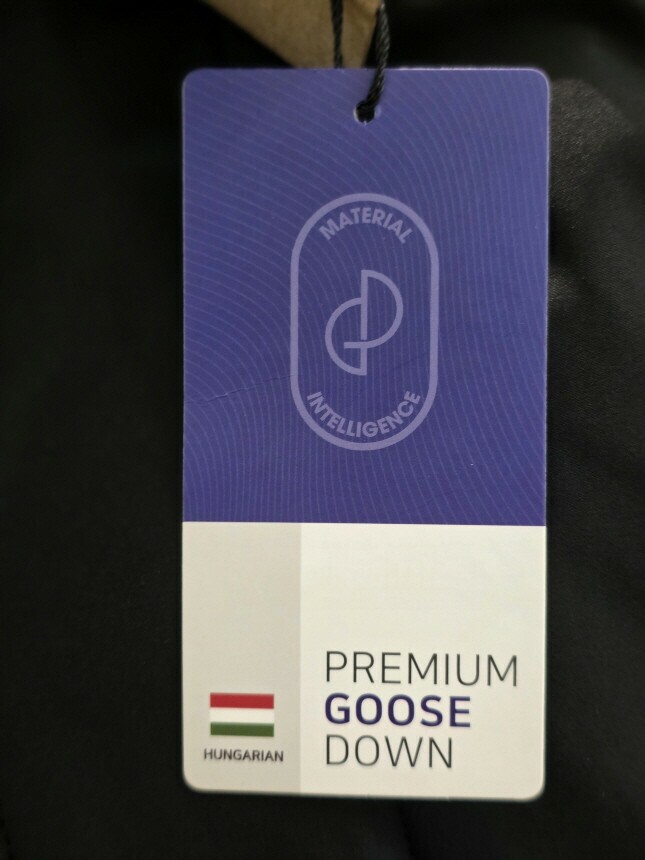 MATERIAL
INTELLIGENCE
PREMIUM
GOOSE
DOWN
HUNGARIAN